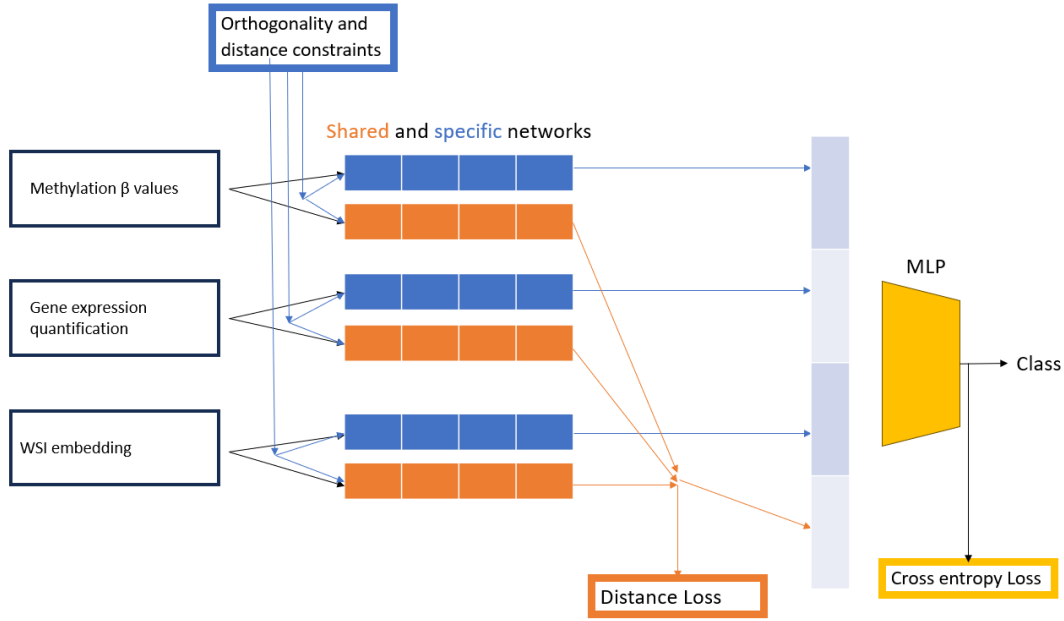 Orthogonality and
distance constraints
Shared and specific networks
Methylation β values
Gene expression
quantification
WSI embedding
MLP
Class
Distance Loss
Cross entropy Loss